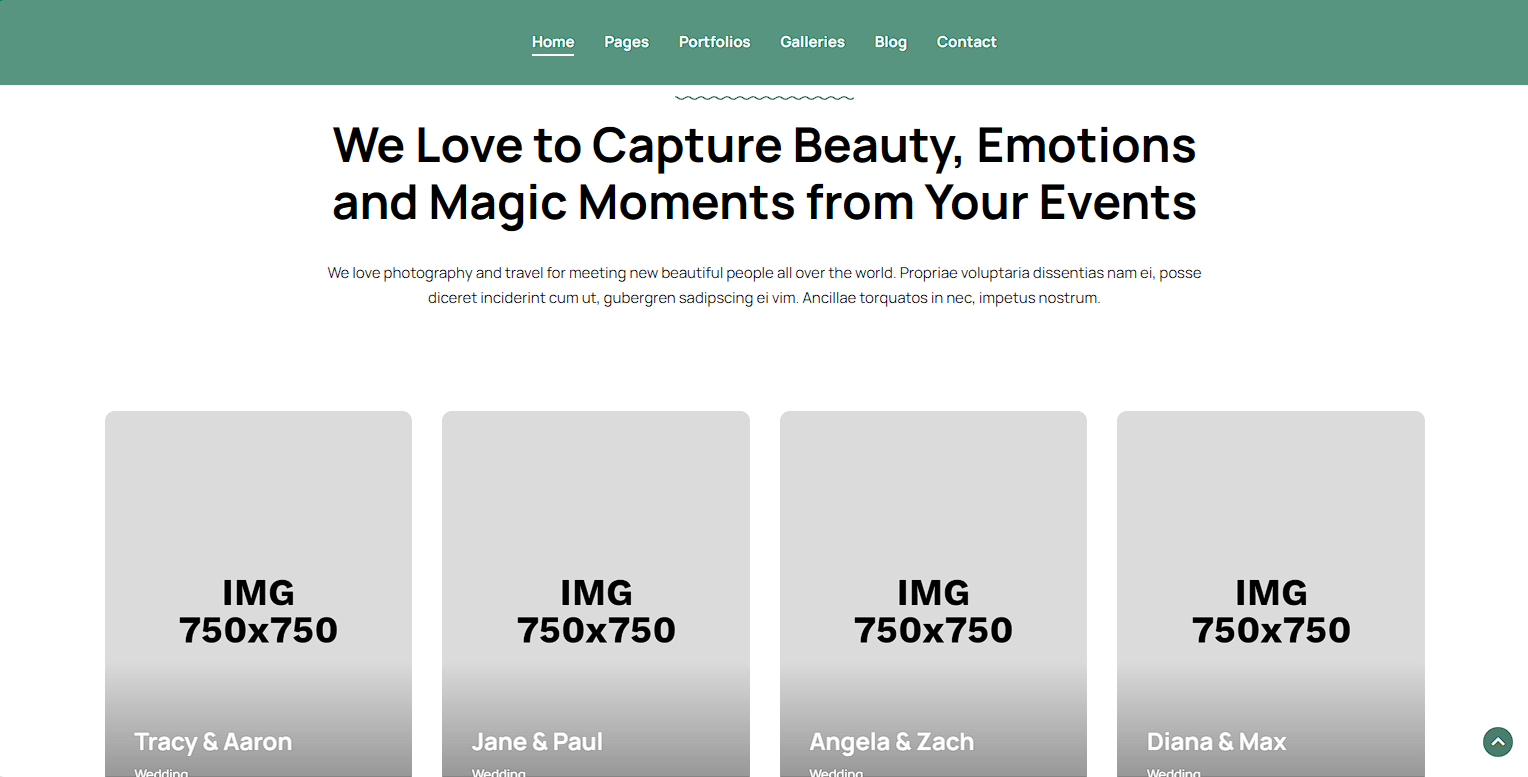 Home Pages Portfolios Galleries Blog Contact
We Love to Capture Beauty, Emotions
and Magic Moments from Your Events
We love photography and travel for meeting new beautiful people all over the world. Propriae voluptaria dissentias nam ei, posse
diceret inciderint cum ut, gubergren sadipscing ei vim. Ancillae torquatos in nec, impetus nostrum.
IMG
750x750
Tracy & Aaron
Wedding
IMG
750x750
Jane & Paul
Wedding
IMG
750x750
Angela & Zach
Wedding
IMG
750x750
Diana & Max
Wedding